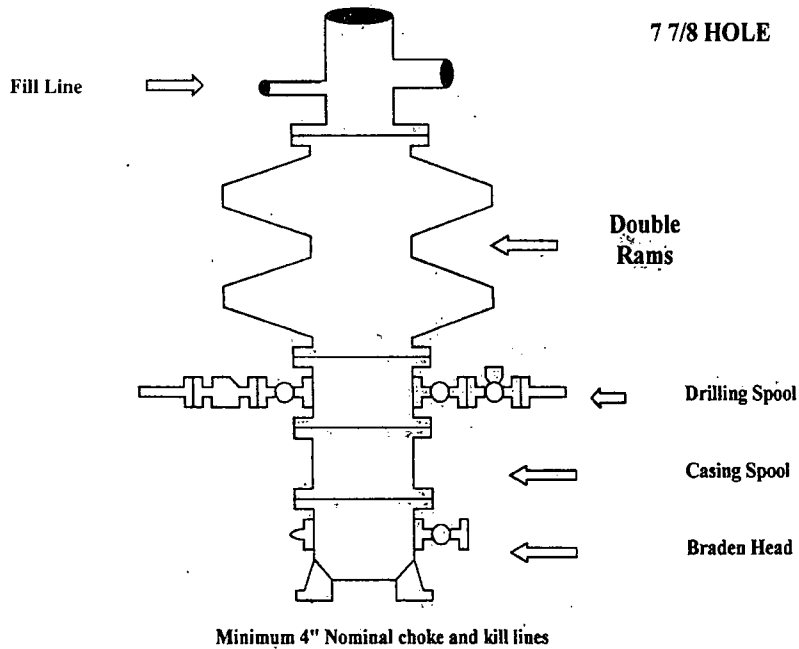 7 7/8 HOLE
Fill Line
Double
Rams
Drilling Spool
Casing Spool
Braden Head
Minimum 4" Nominal choke and kill lines